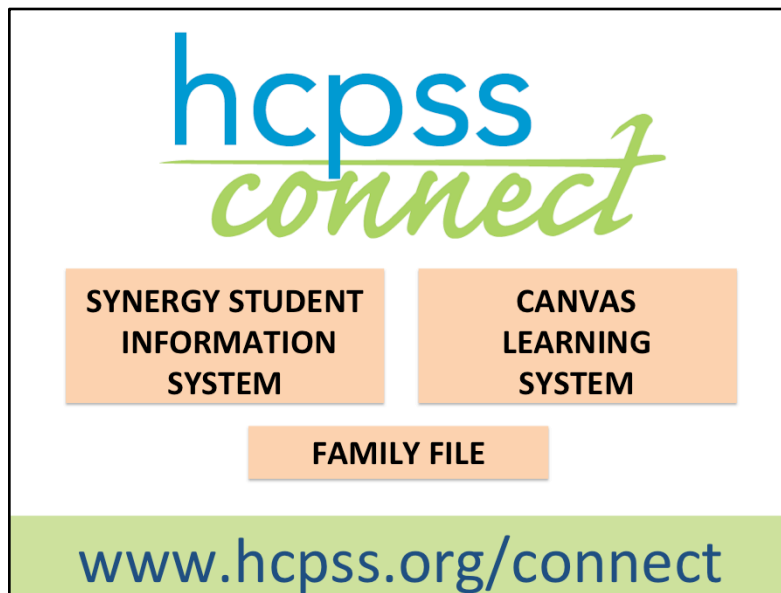 hcpss
connect
SYNERGY STUDENT
INFORMATION
SYSTEM
CANVAS
LEARNING
SYSTEM
FAMILY FILE
www.hcpss.org/connect